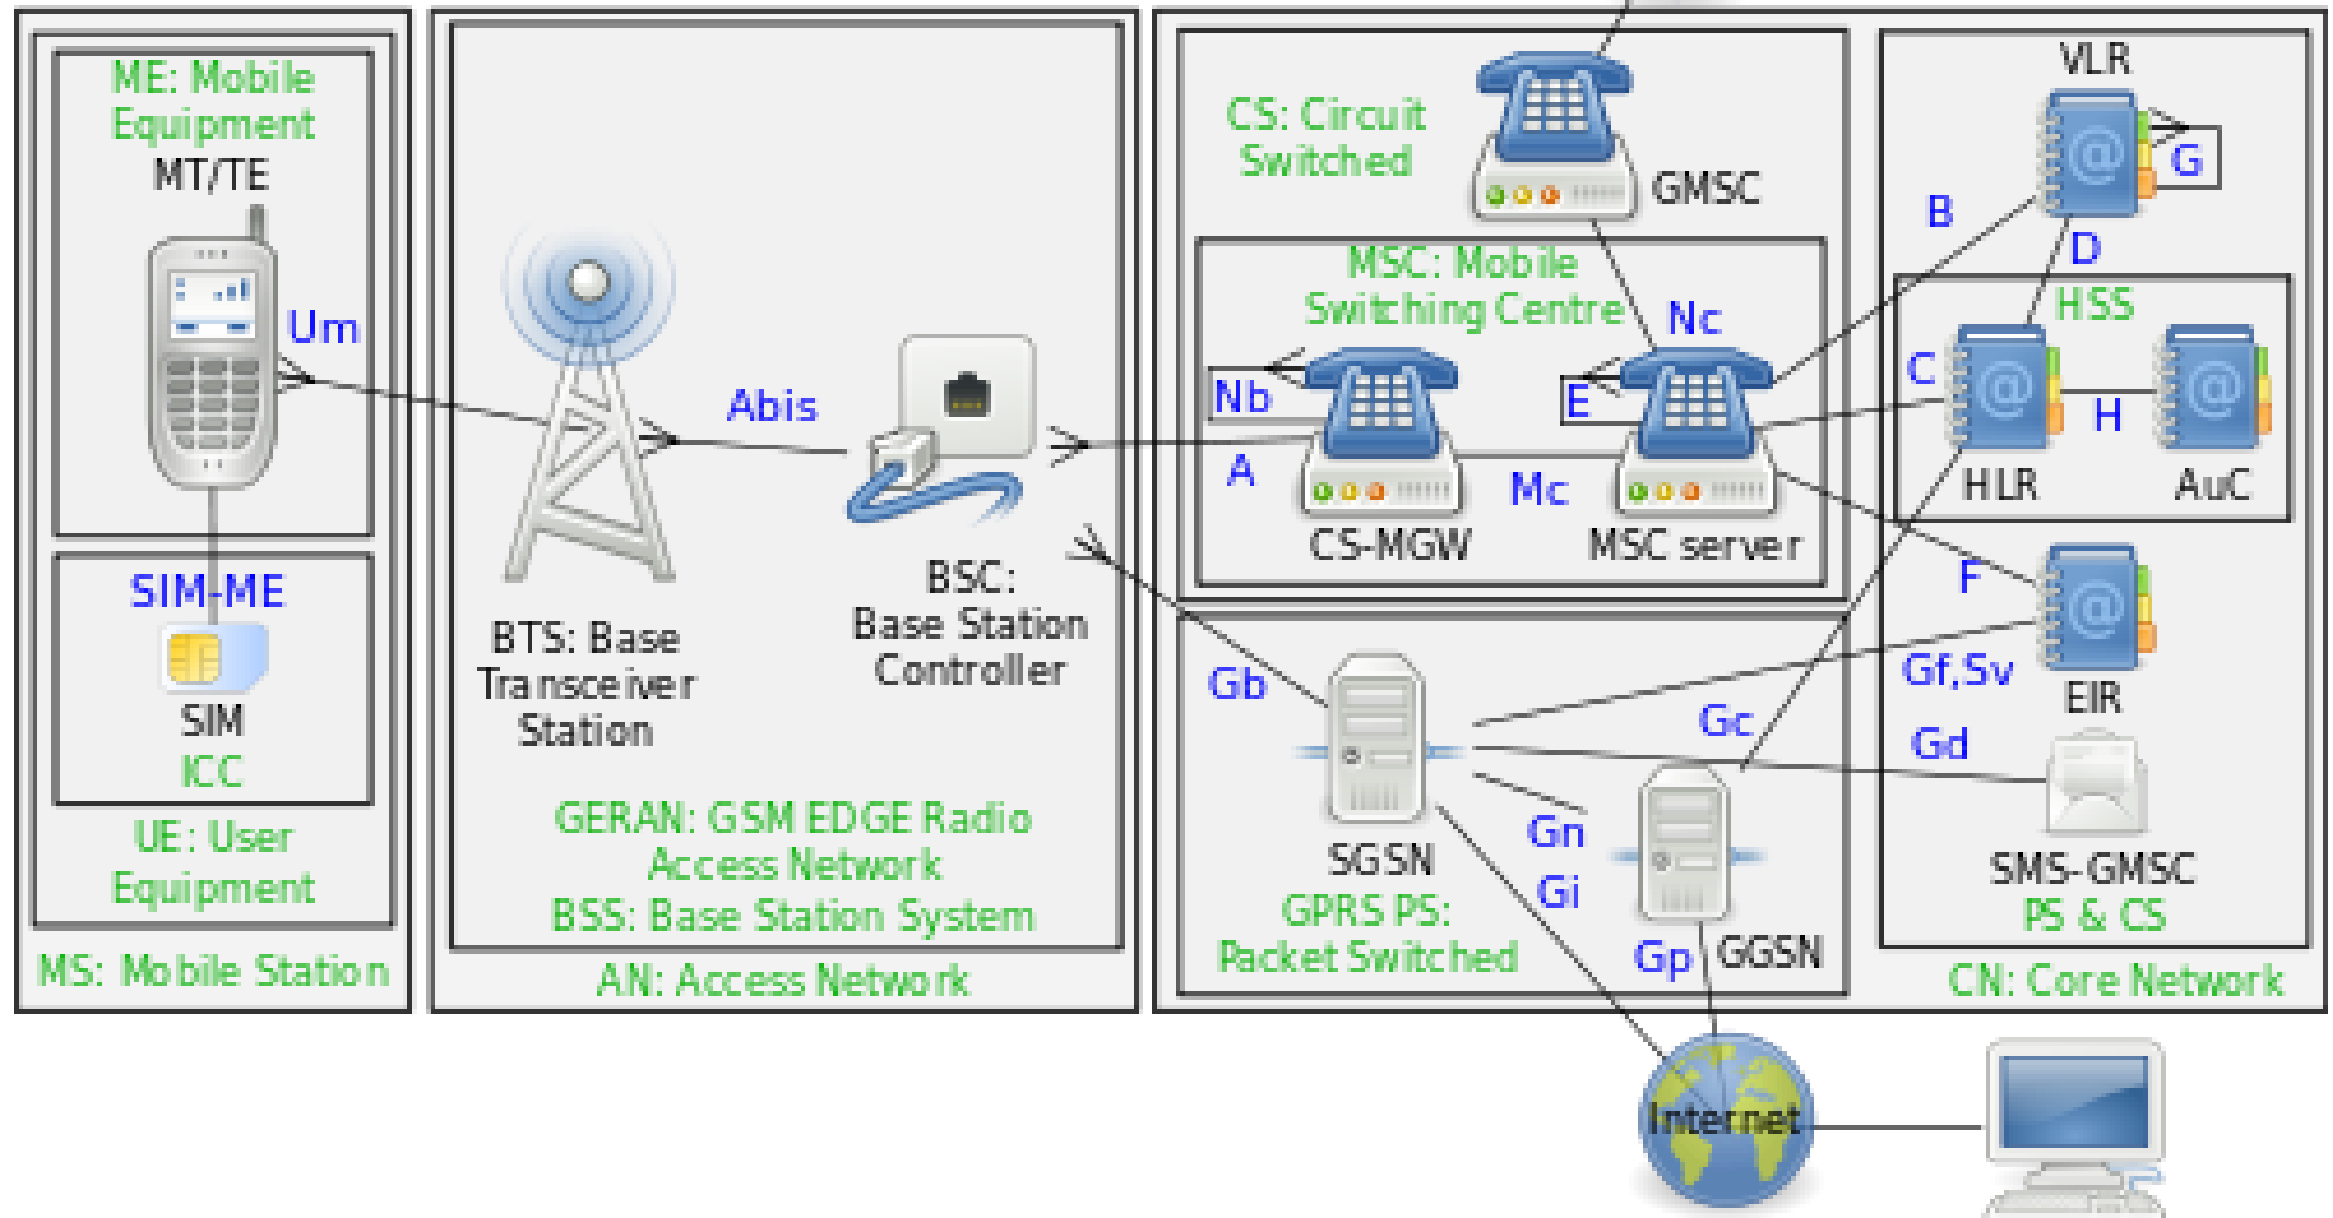 ME: Mobile
Equipment
MT/TE
Um
SIM-ME
SIM
ICC
UE: User
Equipment
MS: Mobile Station
Abis
BTS: Base
Transceiver
Station
BSC:
Base Station
Controller
GERAN: GSM EDGE Radio
Access Network
BSS: Base Station System
AN: Access Network
CS: Circuit
Switched
GMSC
MSC: Mobile
Switching Centre
Nc
Nb
E
A
Mc
CS-MGW
MSC server
Gb
SGSN
GPRS PS:
Packet Switched
Gc
Gn
Gi
Gp
GGSN
VLR
G
B
D
HSS
C
H
HLR
AuC
F
Gf,Sv
EIR
Gd
SMS-GMSC
PS & CS
CN: Core Network
Internet